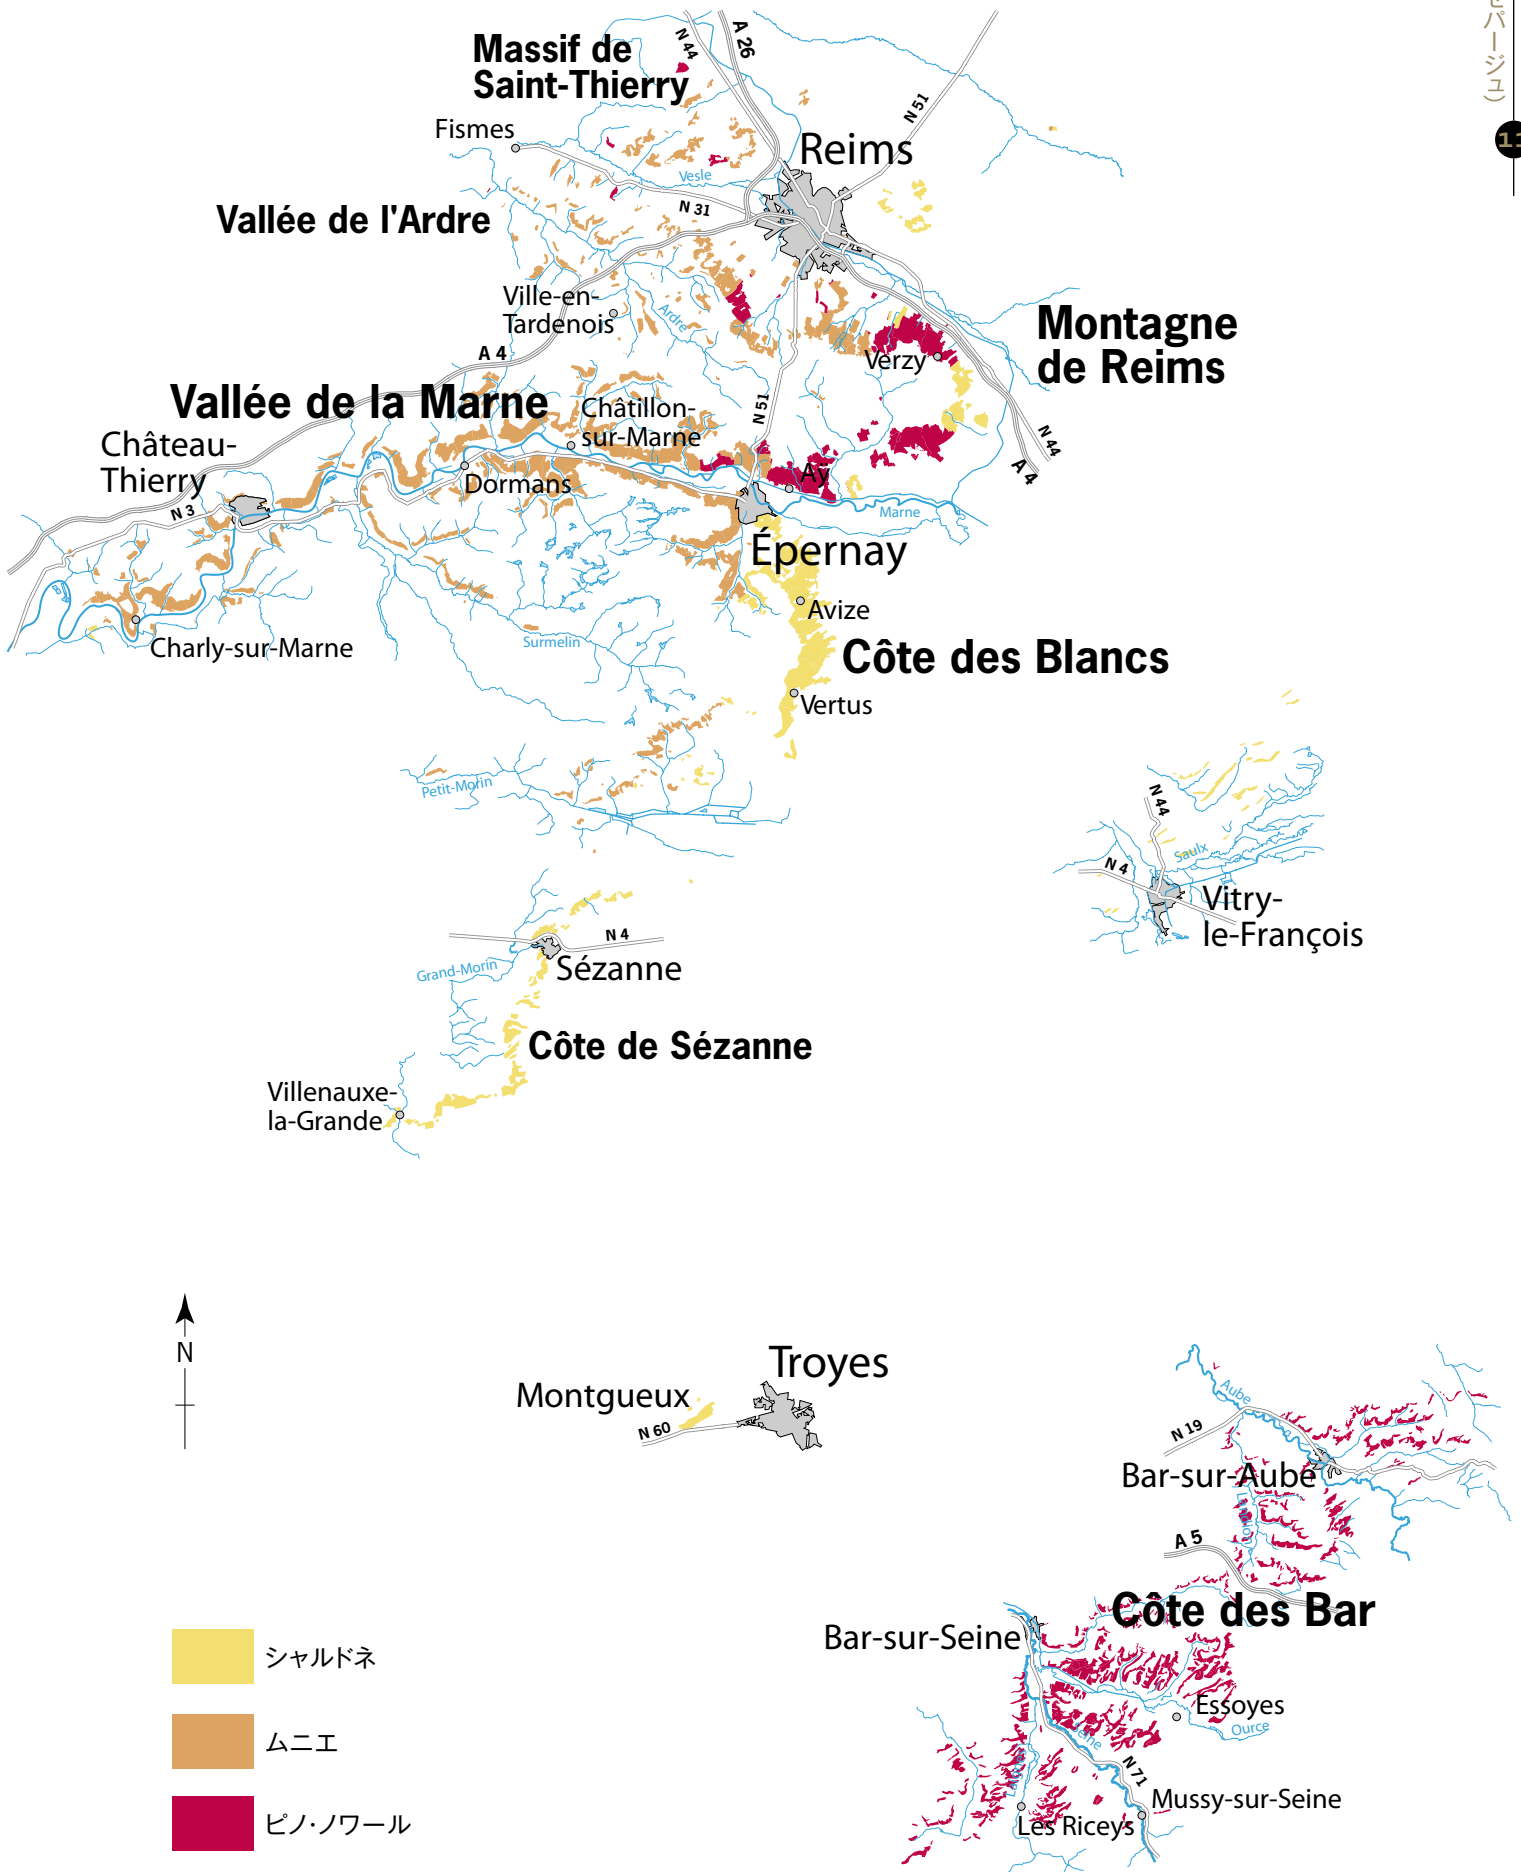 パージュ）
Massif de
Saint-Thierry
N 44
A 26
N 51
Fismes
Reims
Vesle
N 31
Vallée de l'Ardre
Ville-en-
Tardenois
Ardre
A 4
Montagne
de Reims
Verzy
Vallée de la Marne
Châtillon-
sur-Marne
N 51
Château-
Thierry
N 44
A 4
Aÿ
Dormans
N 3
Marne
Épernay
Avize
Charly-sur-Marne
Surmelin
Côte des Blancs
Vertus
Petit-Morin
N 44
Saulx
N 4
Vitry-
le-François
N 4
Sézanne
Grand-Morin
Côte de Sézanne
Villenauxe-
la-Grande
N
Troyes
Montgueux
N 60
Aube
N 19
Bar-sur-Aube
A 5
Côte des Bar
Bar-sur-Seine
Essoyes
Ource
Seine
N 71
Mussy-sur-Seine
Les Riceys
シャルドネ
ムニエ
ピノ・ノワール